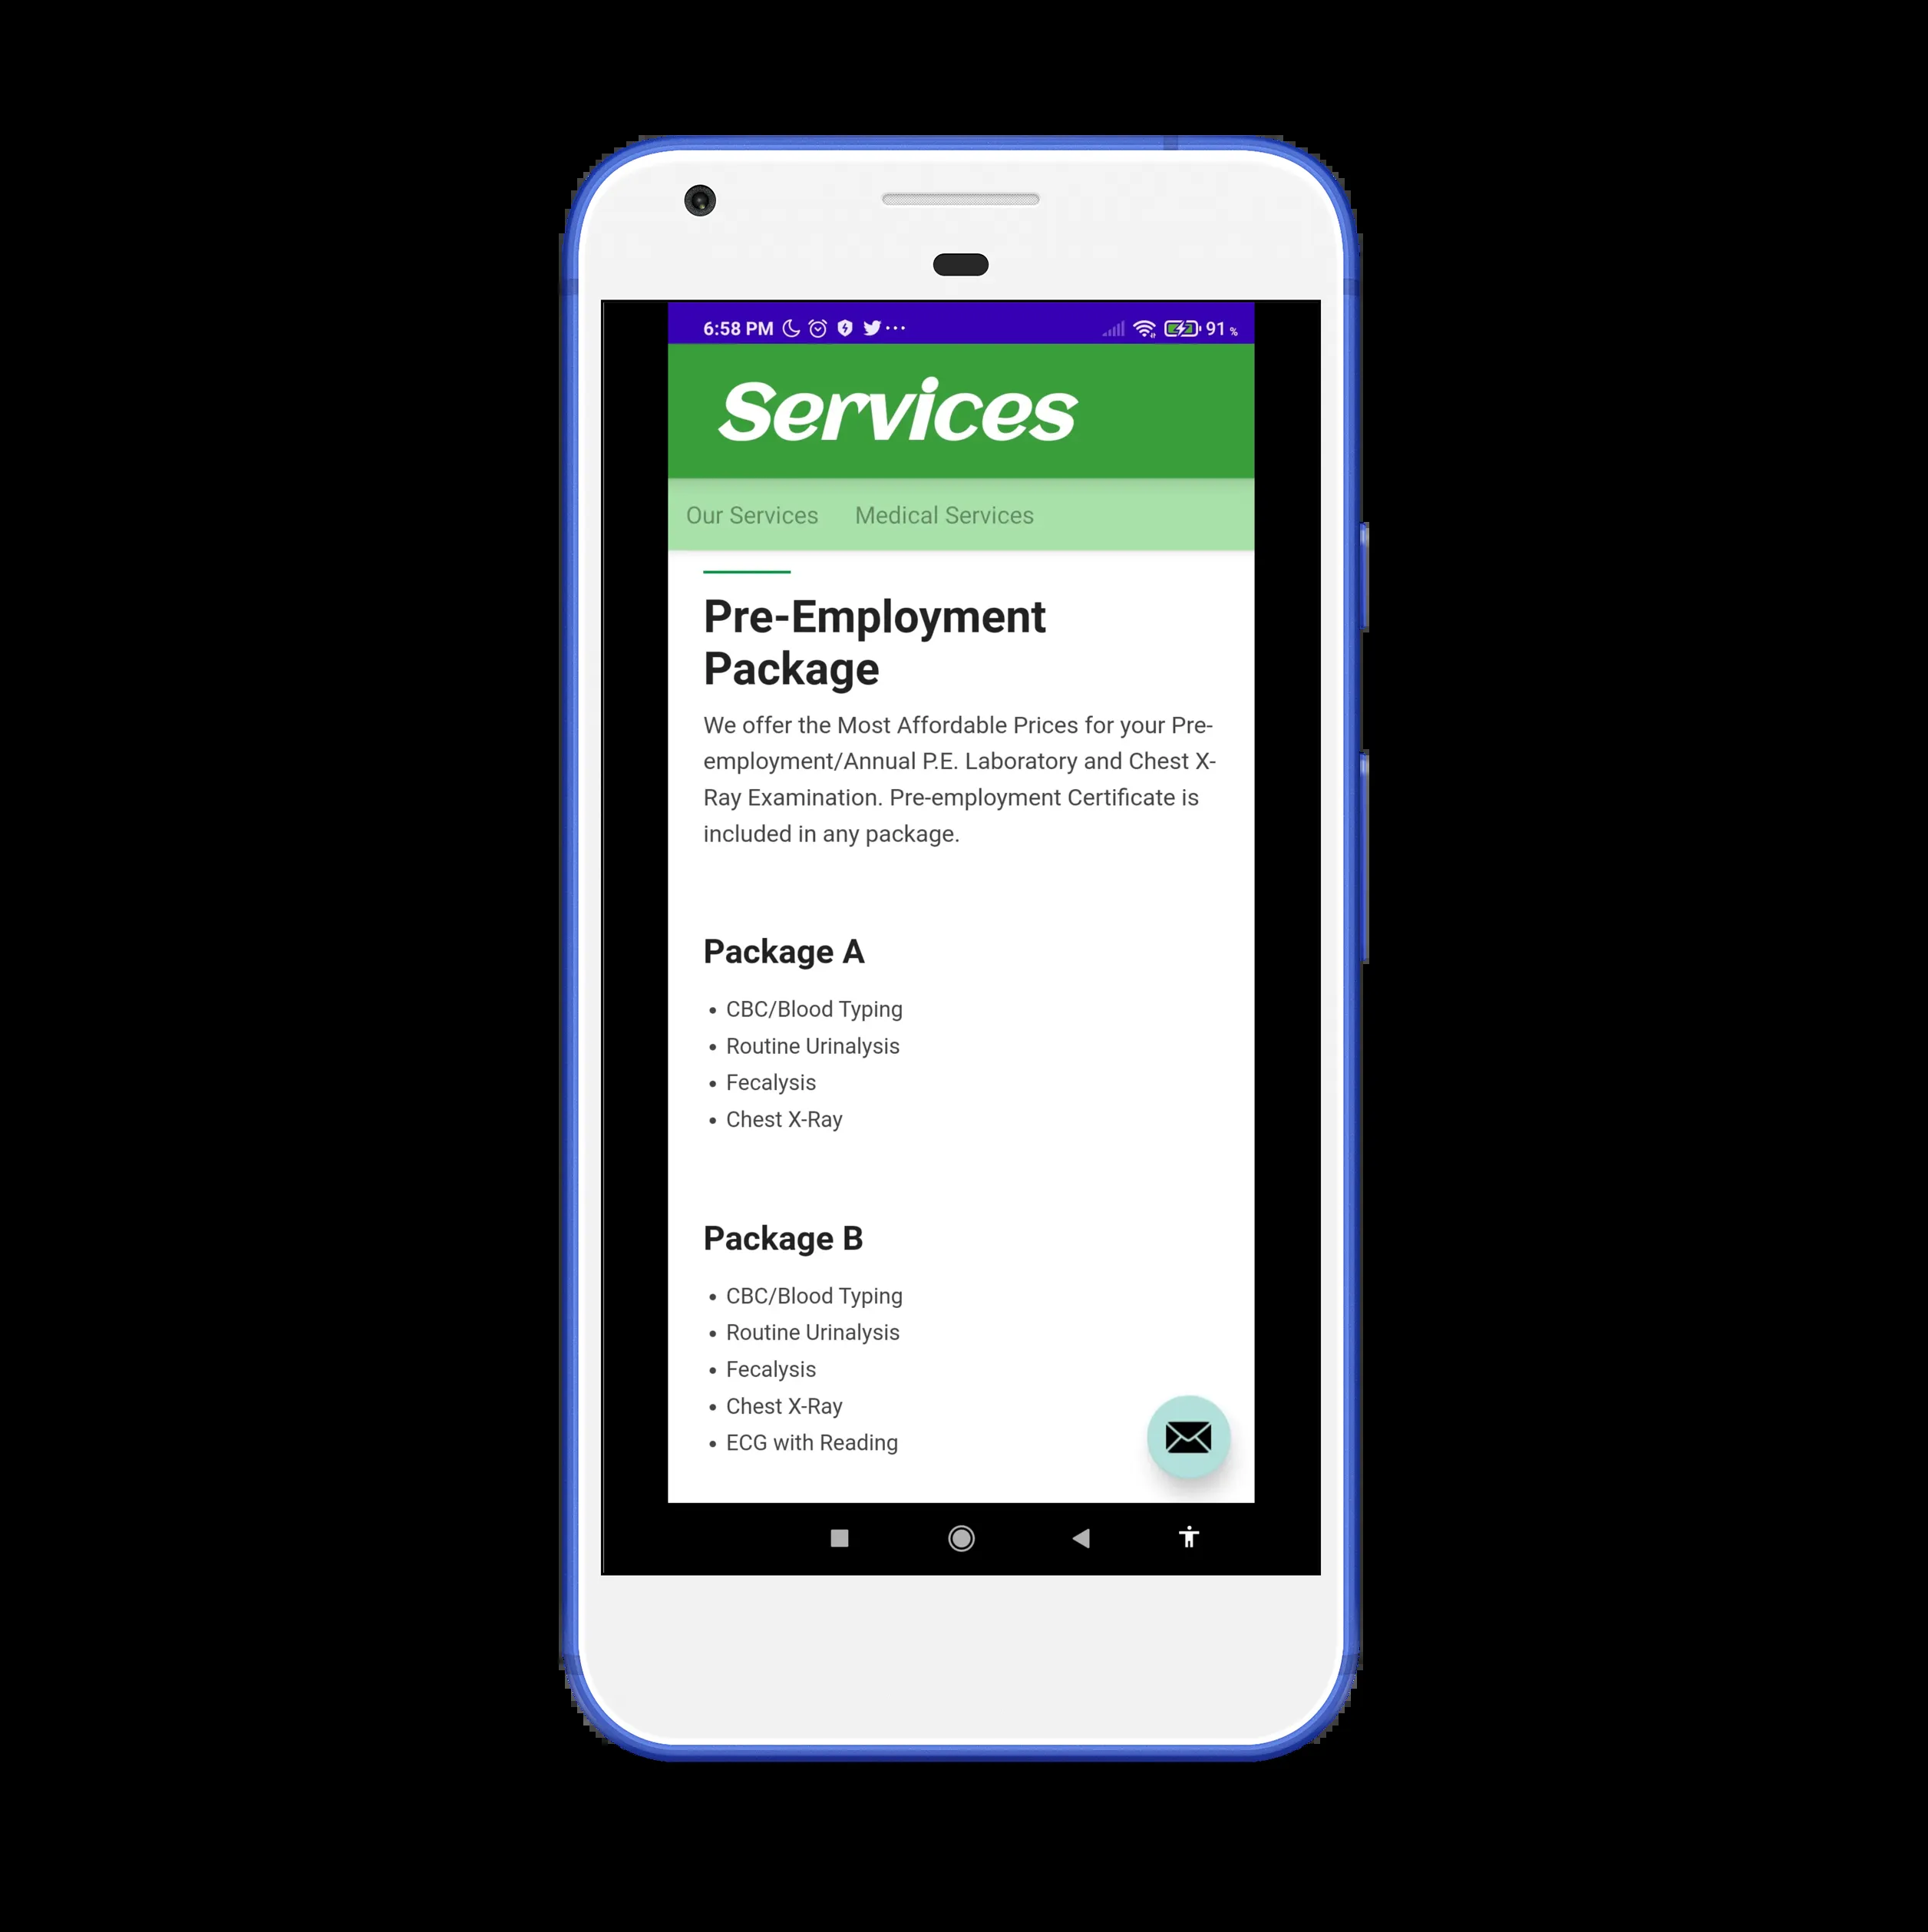 6:58 PM ... 91 %
Services
Our Services Medical Services
Pre-Employment
Package
We offer the Most Affordable Prices for your Pre-
employment/Annual P.E. Laboratory and Chest X-
Ray Examination. Pre-employment Certificate is
included in any package.
Package A
• CBC/Blood Typing
• Routine Urinalysis
• Fecalysis
• Chest X-Ray
Package B
• CBC/Blood Typing
• Routine Urinalysis
• Fecalysis
• Chest X-Ray
• ECG with Reading